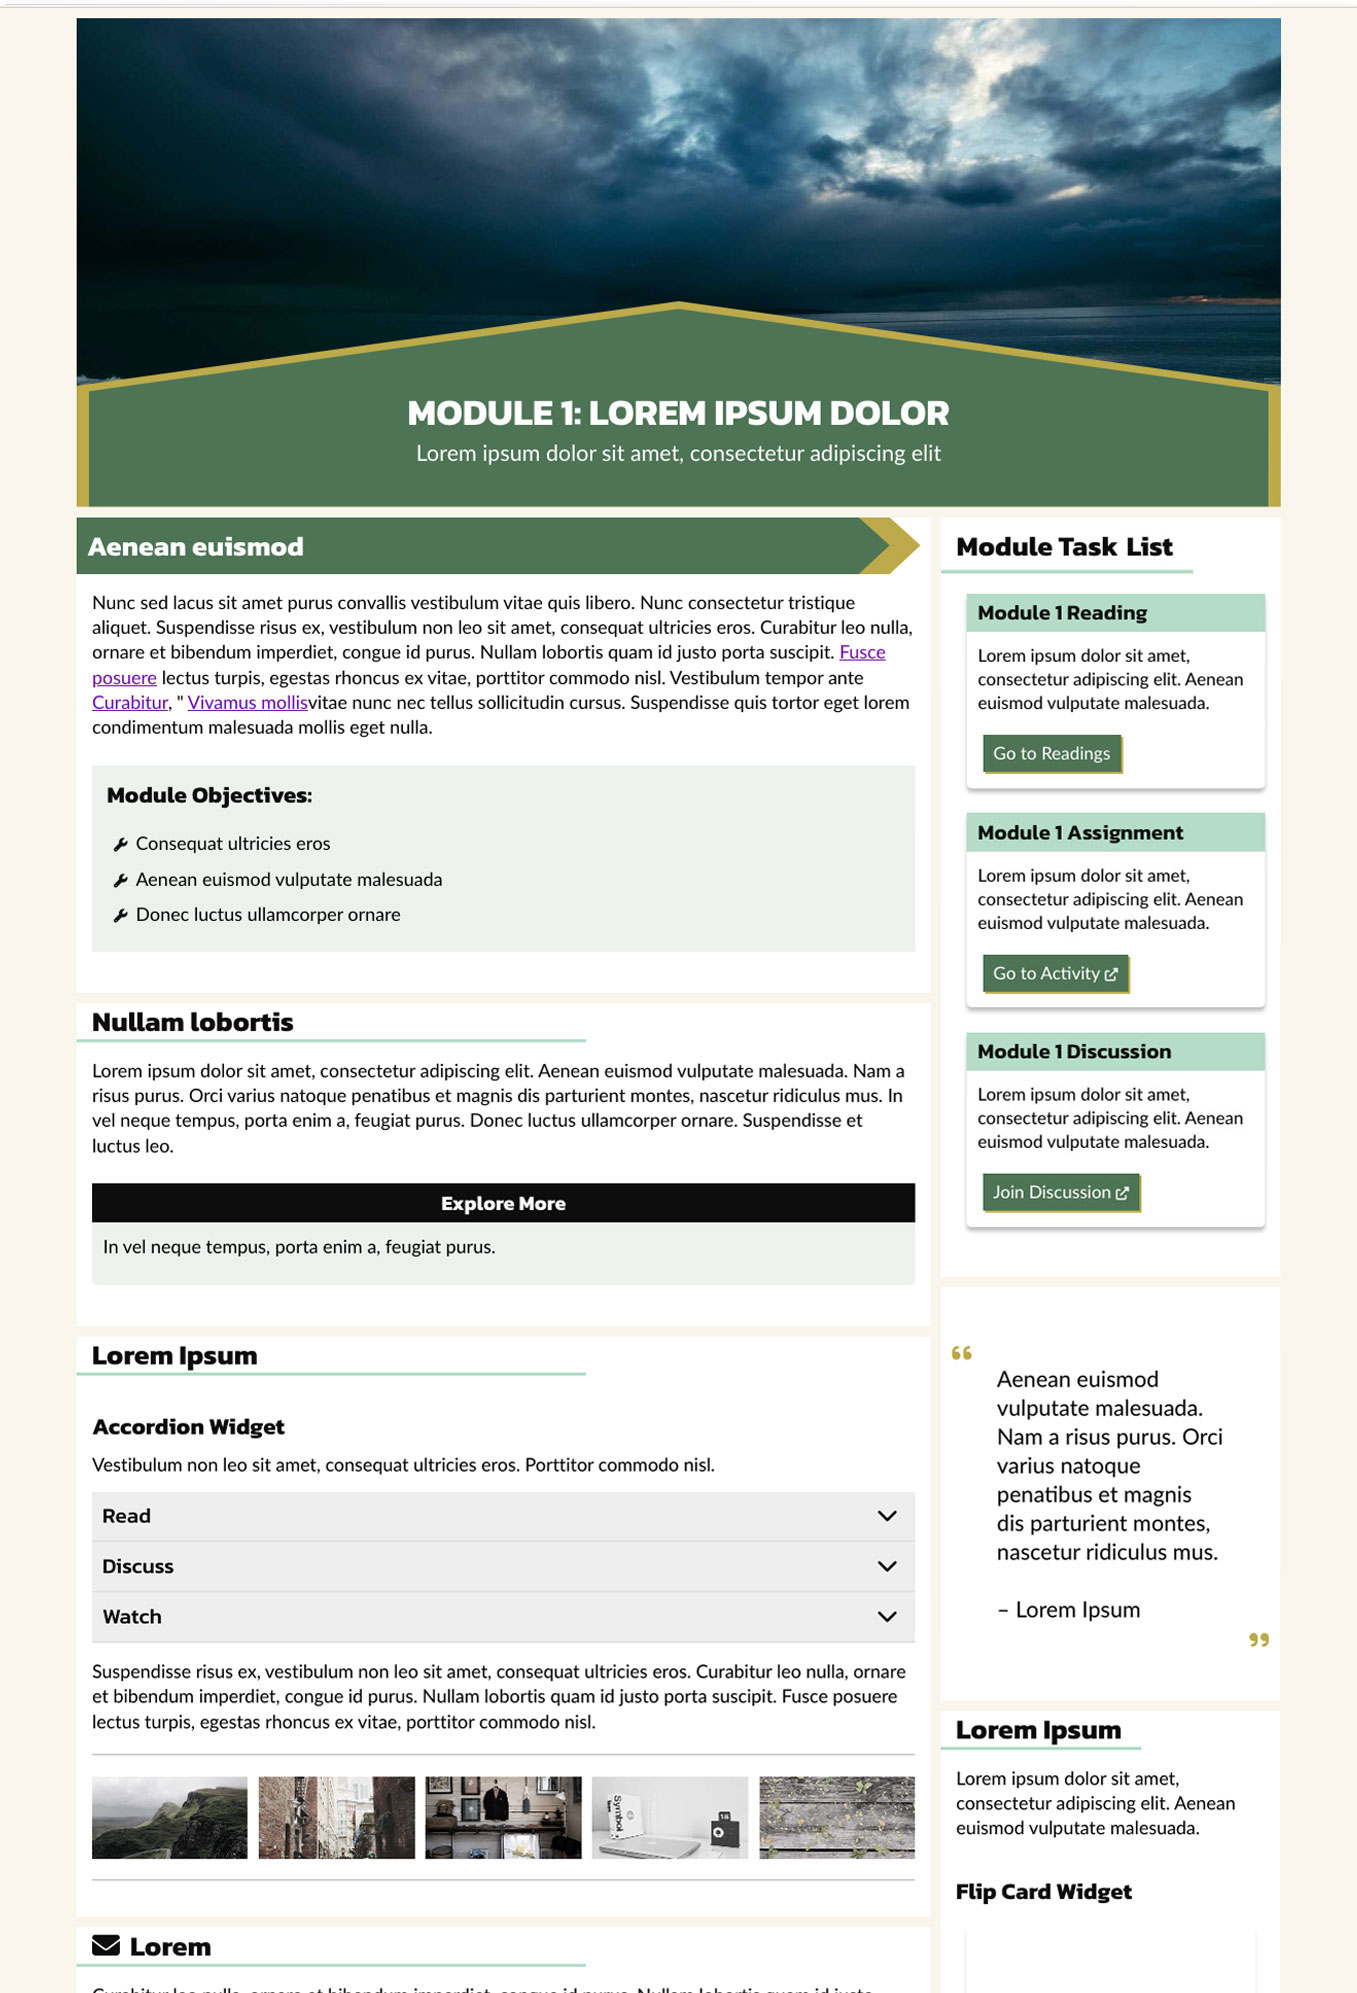 MODULE 1: LOREM IPSUM DOLOR
Lorem ipsum dolor sit amet, consectetur adipiscing elit
Aenean euismod
Nunc sed lacus sit amet purus convallis vestibulum vitae quis libero. Nunc consectetur tristique
aliquet. Suspendisse risus ex, vestibulum non leo sit amet, consequat ultricies eros. Curabitur leo nulla,
ornare et bibendum imperdiet, congue id purus. Nullam lobortis quam id justo porta suscipit. Fusce
posuere lectus turpis, egestas rhoncus ex vitae, porttitor commodo nisl. Vestibulum tempor ante
Curabitur, " Vivamus mollisvitae nunc nec tellus sollicitudin cursus. Suspendisse quis tortor eget lorem
condimentum malesuada mollis eget nulla.
Module Objectives:
Consequat ultricies eros
Aenean euismod vulputate malesuada
Donec luctus ullamcorper ornare
Nullam lobortis
Lorem ipsum dolor sit amet, consectetur adipiscing elit. Aenean euismod vulputate malesuada. Nam a
risus purus. Orci varius natoque penatibus et magnis dis parturient montes, nascetur ridiculus mus. In
vel neque tempus, porta enim a, feugiat purus. Donec luctus ullamcorper ornare. Suspendisse et
luctus leo.
Explore More
In vel neque tempus, porta enim a, feugiat purus.
Lorem Ipsum
Accordion Widget
Vestibulum non leo sit amet, consequat ultricies eros. Porttitor commodo nisl.
Read
Discuss
Watch
Suspendisse risus ex, vestibulum non leo sit amet, consequat ultricies eros. Curabitur leo nulla, ornare
et bibendum imperdiet, congue id purus. Nullam lobortis quam id justo porta suscipit. Fusce posuere
lectus turpis, egestas rhoncus ex vitae, porttitor commodo nisl.
Symbol
Lorem
Curabitur leo nulla, ornare et bibendum imperdiet, congue id purus. Nullam lobortis quam id justo
Module Task List
Module 1 Reading
Lorem ipsum dolor sit amet,
consectetur adipiscing elit. Aenean
euismod vulputate malesuada.
Go to Readings
Module 1 Assignment
Lorem ipsum dolor sit amet,
consectetur adipiscing elit. Aenean
euismod vulputate malesuada.
Go to Activity
Module 1 Discussion
Lorem ipsum dolor sit amet,
consectetur adipiscing elit. Aenean
euismod vulputate malesuada.
Join Discussion
“
Aenean euismod
vulputate malesuada.
Nam a risus purus. Orci
varius natoque
penatibus et magnis
dis parturient montes,
nascetur ridiculus mus.
– Lorem Ipsum
”
Lorem Ipsum
Lorem ipsum dolor sit amet,
consectetur adipiscing elit. Aenean
euismod vulputate malesuada.
Flip Card Widget